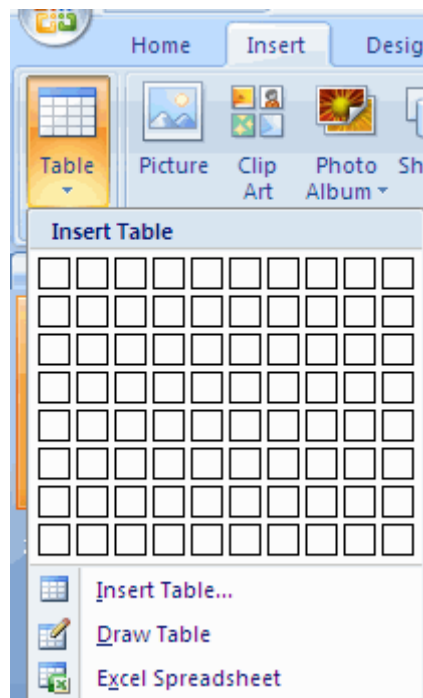 Home Insert Desig
Table Picture Clip Art Photo Album Sh
Insert Table
Insert Table...
Draw Table
Excel Spreadsheet